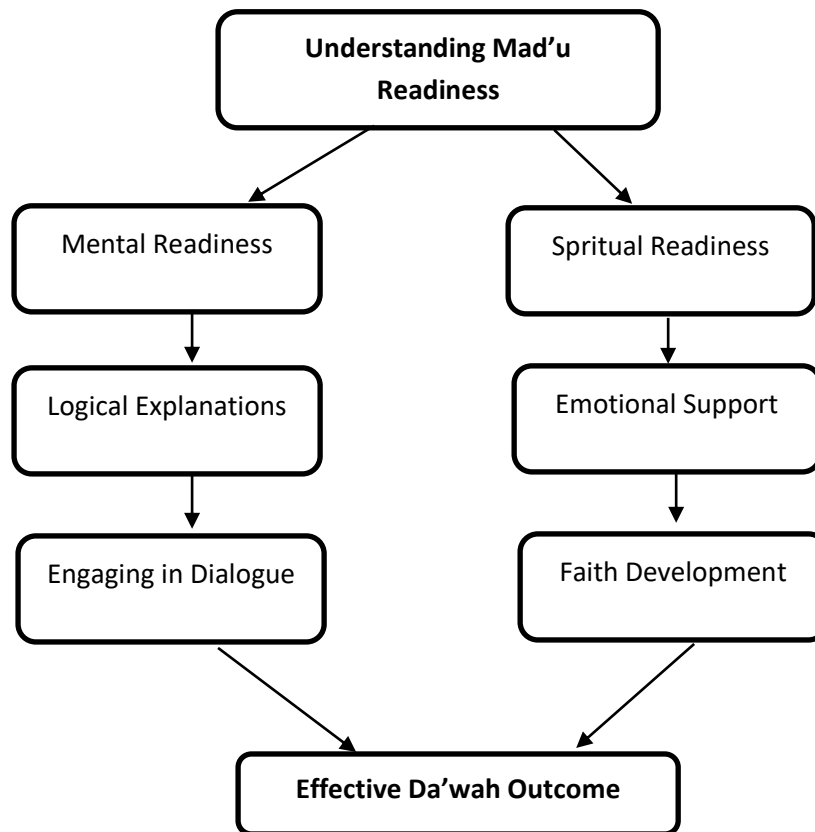 Understanding Mad’u
Readiness
Mental Readiness
Spritual Readiness
Logical Explanations
Emotional Support
Engaging in Dialogue
Faith Development
Effective Da’wah Outcome